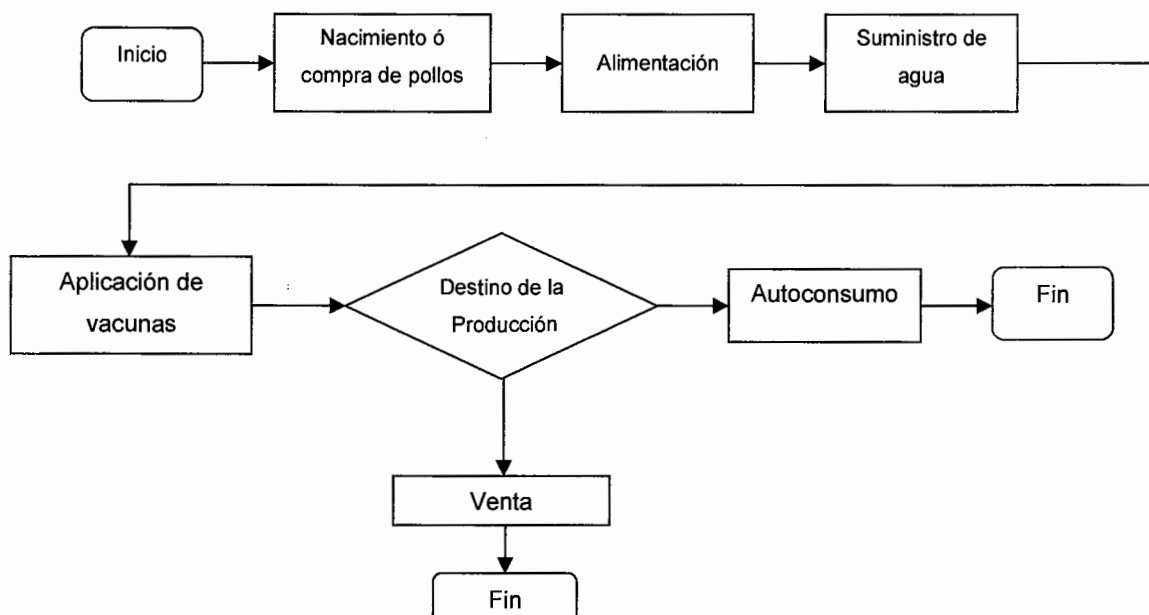 Inicio
Nacimiento ó
compra de pollos
Alimentación
Suministro de
agua
Aplicación de
vacunas
Destino de la
Producción
Autoconsumo
Fin
Venta
Fin